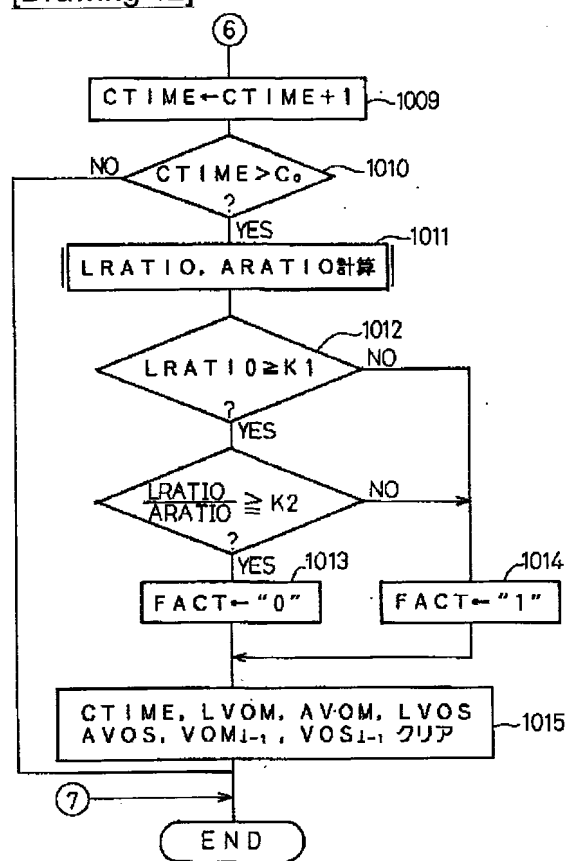 ⑥
CTIME←CTIME+1
1009
NO
CTIME>C₀
?
1010
YES
1011
LRATIO, ARATIO計算
1012
LRATIO≧K1
NO
?
YES
LRATIO
ARATIO
≧K2
NO
?
YES
1013
1014
FACT←"0"
FACT←"1"
CTIME, LVOM, AVOM, LVOS
AVOS, VOMi-1, VOSi-1 クリア
1015
⑦
END